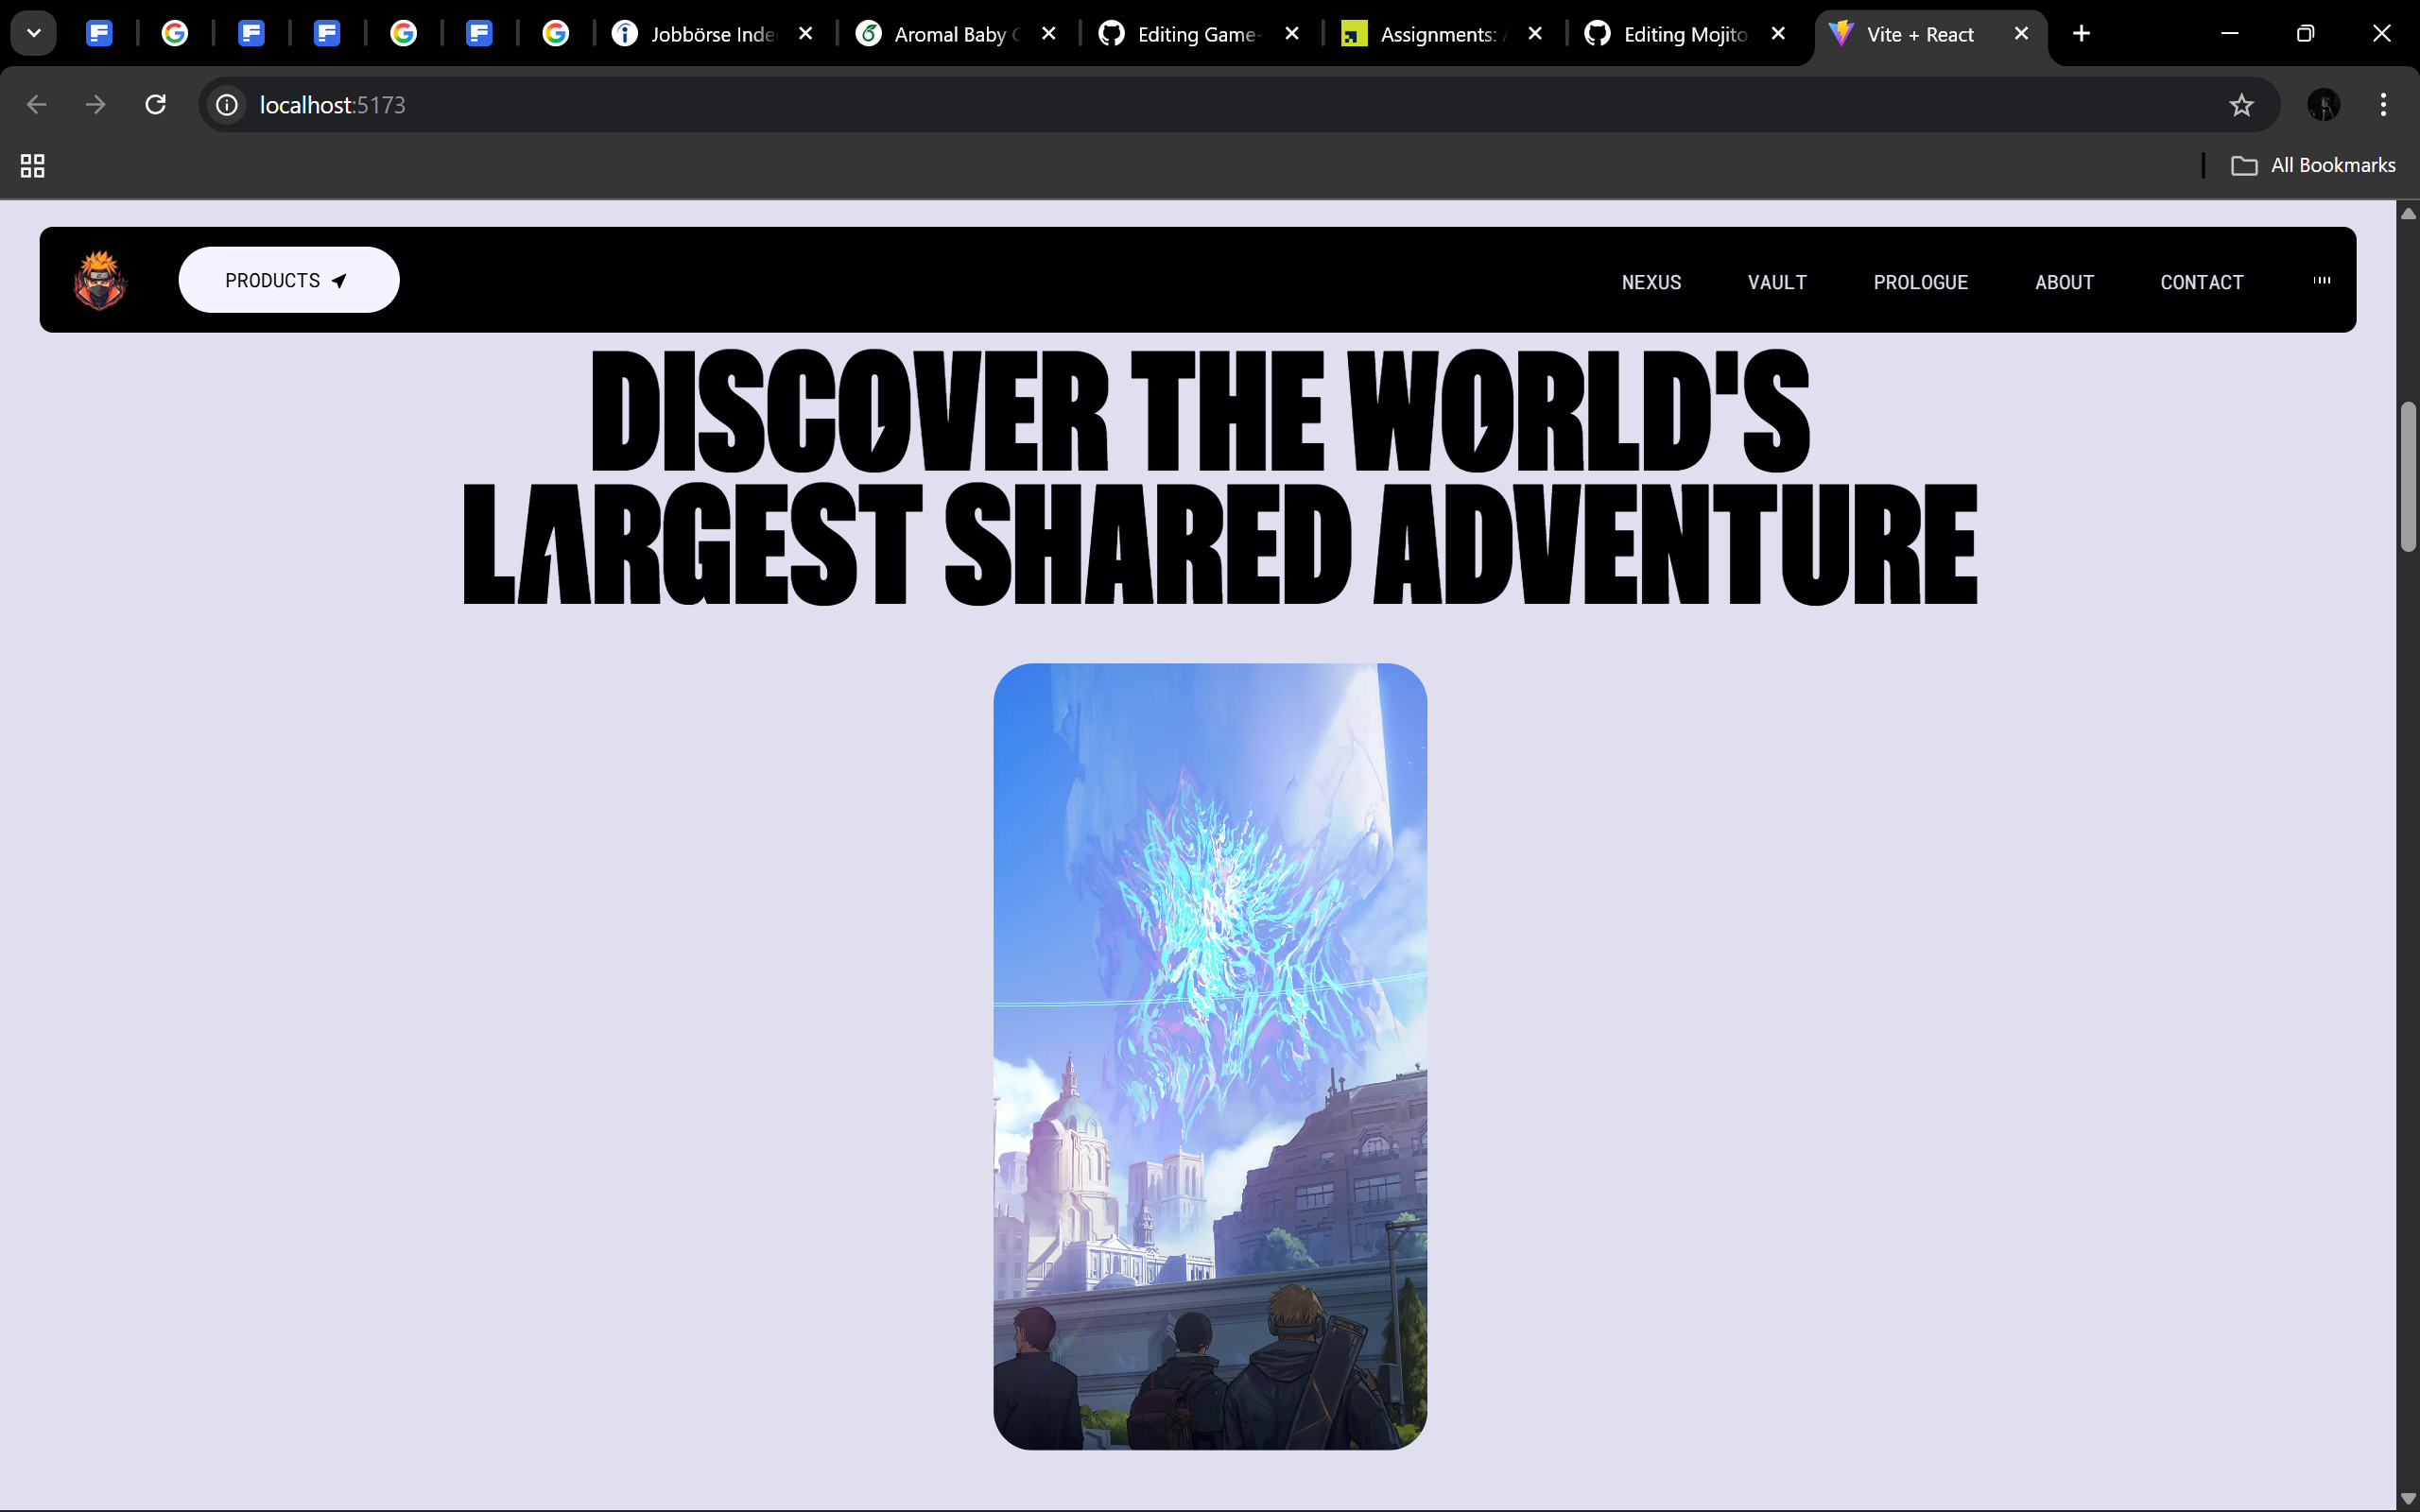 Jobbörse Inde
Aromal Baby C
Editing Game-
Assignments: A
Editing Mojito
Vite + React
localhost:5173
All Bookmarks
PRODUCTS
NEXUS
VAULT
PROLOGUE
ABOUT
CONTACT
DISCOVER THE WORLD'S
LARGEST SHARED ADVENTURE